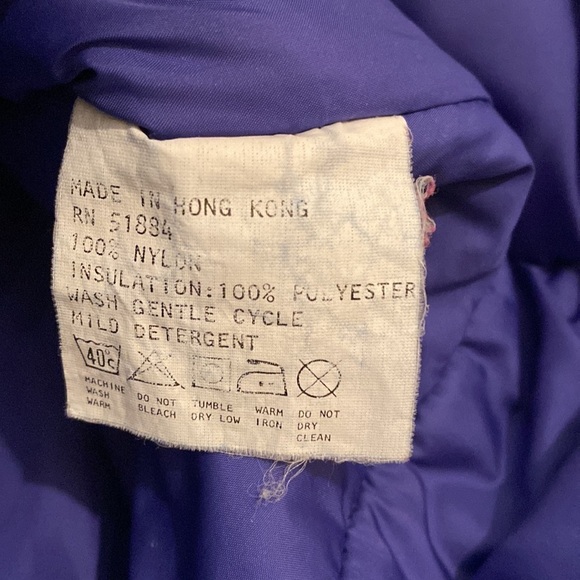 MADE IN HONG KONG
RN 51884
100% NYLON
INSULATION:100% POLYESTER
WASH GENTLE CYCLE
MILD DETERGENT
40°C
MACHINE WASH WARM
DO NOT BLEACH
TUMBLE DRY LOW
WARM IRON
DO NOT DRY CLEAN